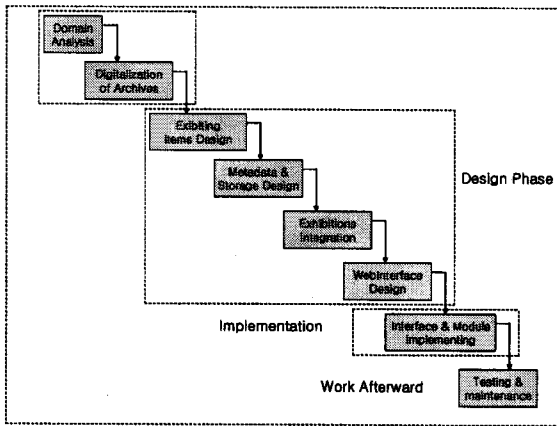 Domain
Analysis
Digitalization
of Archives
Exibiting
Items Design
Metadata &
Storage Design
Design Phase
Exhibitions
Integration
WebInterface
Design
Implementation
Interface & Module
Implementing
Work Afterward
Testing &
maintenance